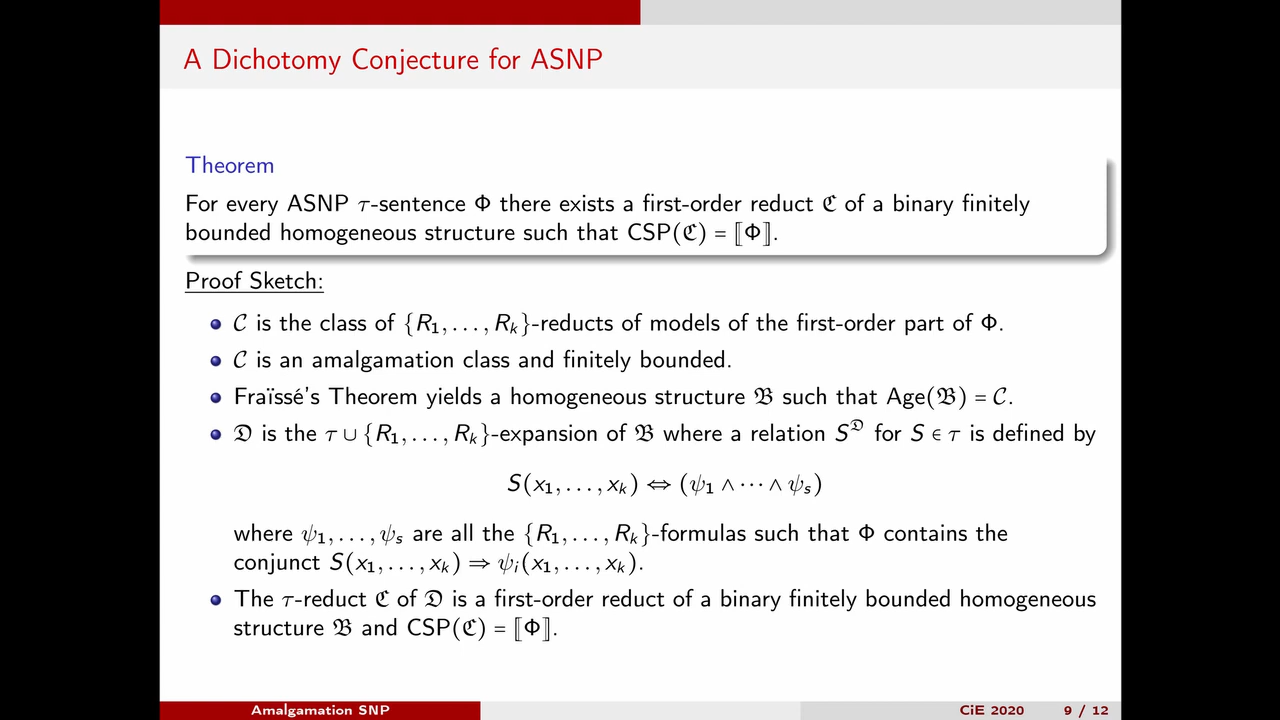 A Dichotomy Conjecture for ASNP
Theorem
For every ASNP τ-sentence Φ there exists a first-order reduct ℭ of a binary finitely
bounded homogeneous structure such that CSP(ℭ) = ⟦Φ⟧.
Proof Sketch:
• 𝒞 is the class of {R₁, . . . , Rₖ}-reducts of models of the first-order part of Φ.
• 𝒞 is an amalgamation class and finitely bounded.
• Fraïssé's Theorem yields a homogeneous structure 𝔅 such that Age(𝔅) = 𝒞.
• 𝔇 is the τ ∪ {R₁, . . . , Rₖ}-expansion of 𝔅 where a relation S^𝔇 for S ∈ τ is defined by
S(x₁, . . . , xₖ) ⇔ (ψ₁ ∧ ⋯ ∧ ψₛ)
where ψ₁, . . . , ψₛ are all the {R₁, . . . , Rₖ}-formulas such that Φ contains the
conjunct S(x₁, . . . , xₖ) ⇒ ψᵢ(x₁, . . . , xₖ).
• The τ-reduct ℭ of 𝔇 is a first-order reduct of a binary finitely bounded homogeneous
structure 𝔅 and CSP(ℭ) = ⟦Φ⟧.
Amalgamation SNP CiE 2020 9 / 12